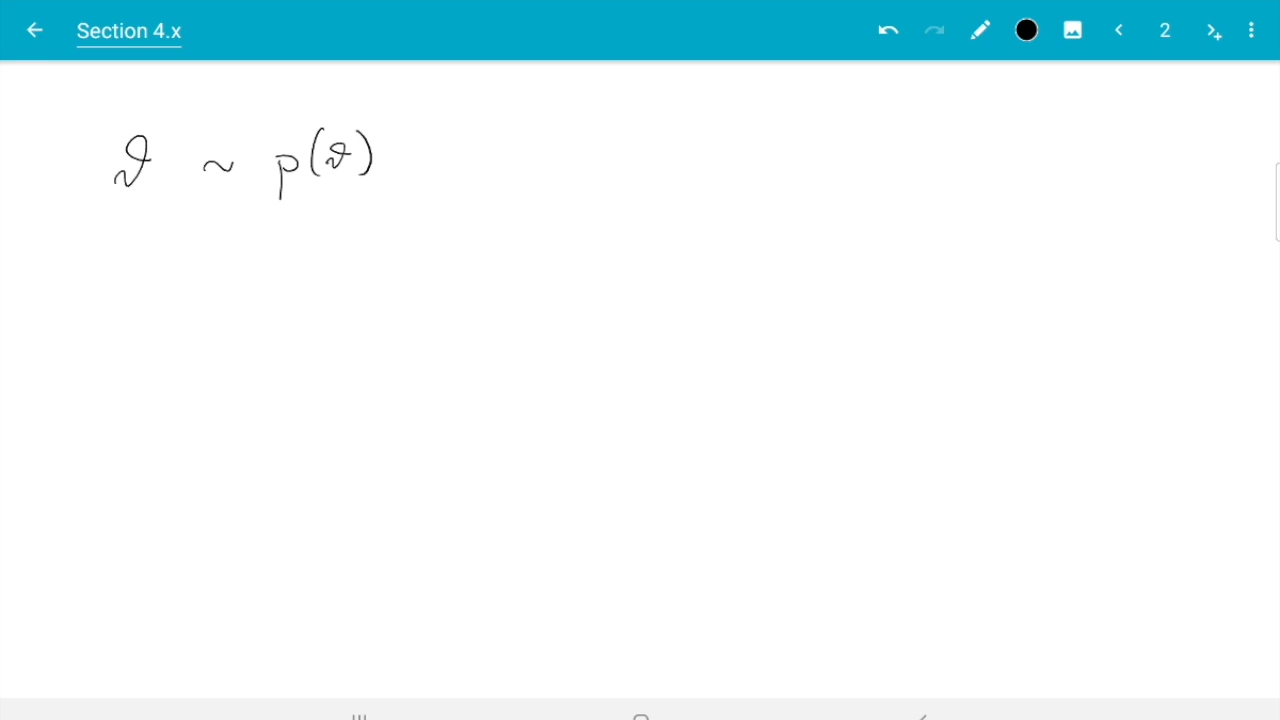 Section 4.x
2
ϑ ~ p(ϑ)